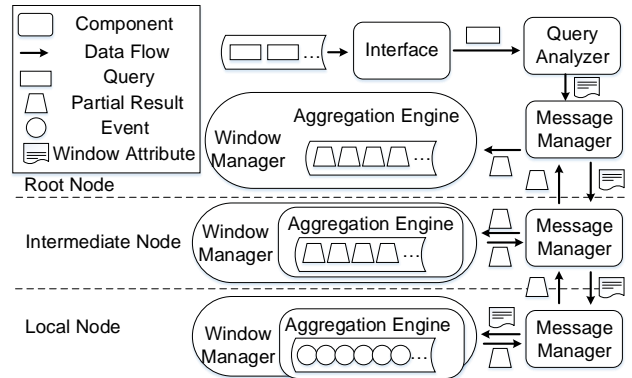 Component
Data Flow
Query
Partial Result
Event
Window Attribute
Root Node
...
Interface
Query
Analyzer
Window
Manager
Aggregation Engine
...
Message
Manager
Intermediate Node
Window
Manager
Aggregation Engine
...
Message
Manager
Local Node
Window
Manager
Aggregation Engine
...
Message
Manager